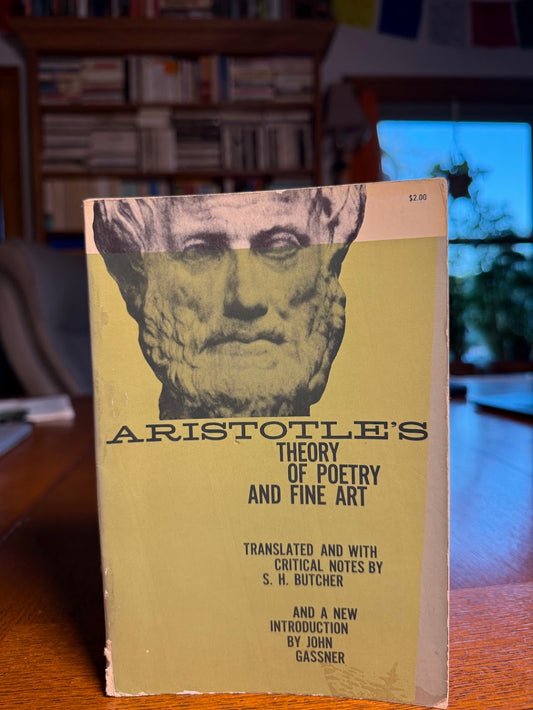 $2.00
ARISTOTLE'S
THEORY
OF POETRY
AND FINE ART
TRANSLATED AND WITH
CRITICAL NOTES BY
S. H. BUTCHER
AND A NEW
INTRODUCTION
BY JOHN
GASSNER